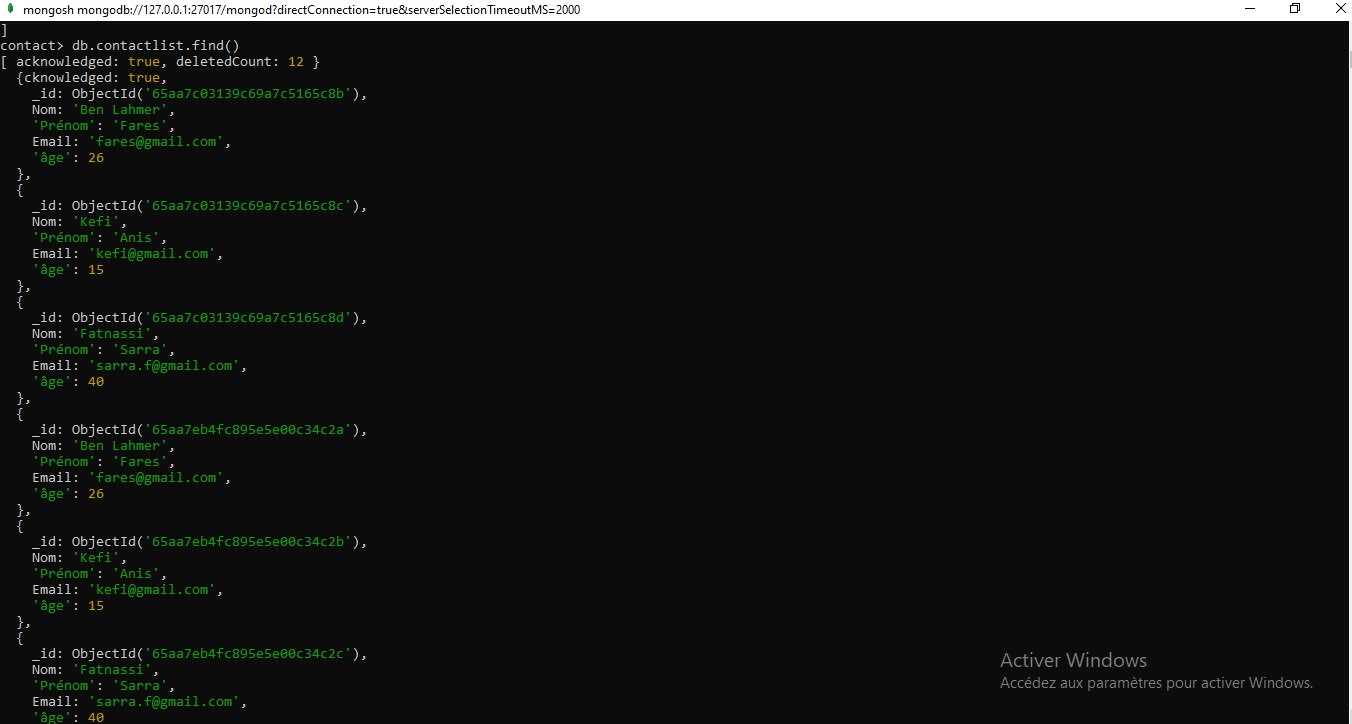 mongosh mongodb://127.0.0.1:27017/mongod?directConnection=true&serverSelectionTimeoutMS=2000
]
contact> db.contactlist.find()
[ acknowledged: true, deletedCount: 12 }
  {cknowledged: true,
    _id: ObjectId('65aa7c03139c69a7c5165c8b'),
    Nom: 'Ben Lahmer',
    'Prénom': 'Fares',
    Email: 'fares@gmail.com',
    'âge': 26
  },
  {
    _id: ObjectId('65aa7c03139c69a7c5165c8c'),
    Nom: 'Kefi',
    'Prénom': 'Anis',
    Email: 'kefi@gmail.com',
    'âge': 15
  },
  {
    _id: ObjectId('65aa7c03139c69a7c5165c8d'),
    Nom: 'Fatnassi',
    'Prénom': 'Sarra',
    Email: 'sarra.f@gmail.com',
    'âge': 40
  },
  {
    _id: ObjectId('65aa7eb4fc895e5e00c34c2a'),
    Nom: 'Ben Lahmer',
    'Prénom': 'Fares',
    Email: 'fares@gmail.com',
    'âge': 26
  },
  {
    _id: ObjectId('65aa7eb4fc895e5e00c34c2b'),
    Nom: 'Kefi',
    'Prénom': 'Anis',
    Email: 'kefi@gmail.com',
    'âge': 15
  },
  {
    _id: ObjectId('65aa7eb4fc895e5e00c34c2c'),
    Nom: 'Fatnassi',
    'Prénom': 'Sarra',
    Email: 'sarra.f@gmail.com',
    'âge': 40
Activer Windows
Accédez aux paramètres pour activer Windows.